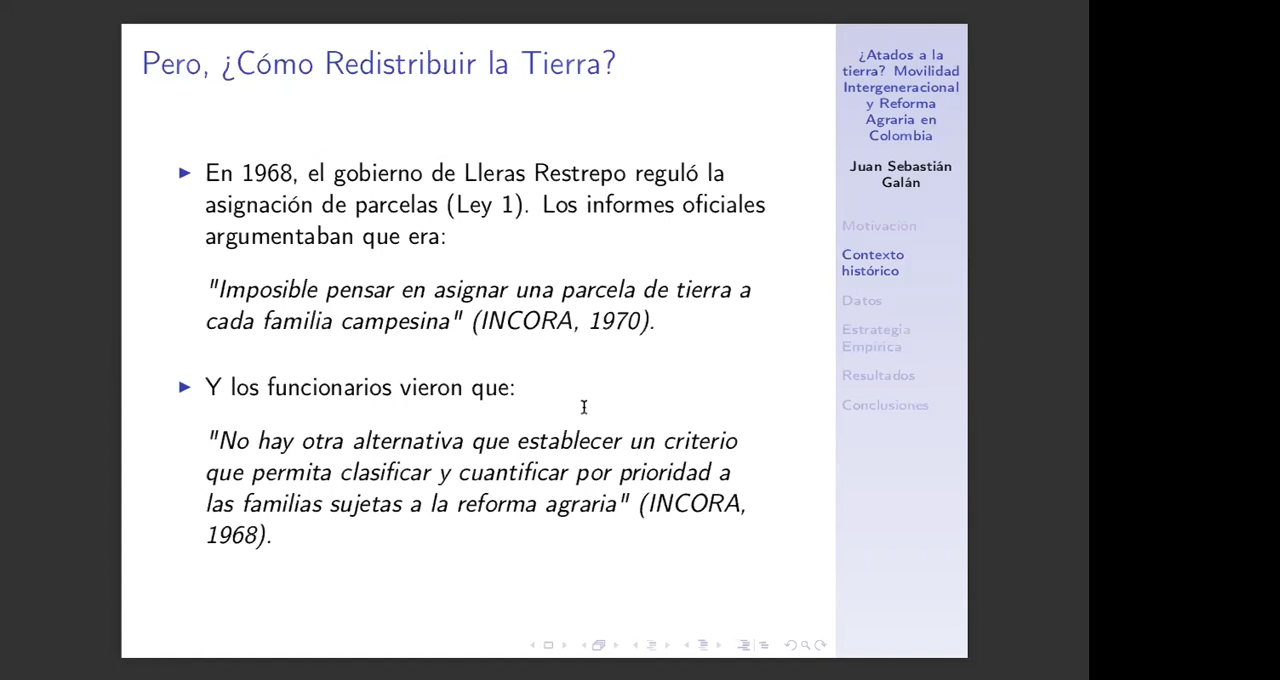 Pero, ¿Cómo Redistribuir la Tierra?
En 1968, el gobierno de Lleras Restrepo reguló la
asignación de parcelas (Ley 1). Los informes oficiales
argumentaban que era:
"Imposible pensar en asignar una parcela de tierra a
cada familia campesina" (INCORA, 1970).
Y los funcionarios vieron que:
"No hay otra alternativa que establecer un criterio
que permita clasificar y cuantificar por prioridad a
las familias sujetas a la reforma agraria" (INCORA,
1968).
¿Atados a la
tierra? Movilidad
Intergeneracional
y Reforma
Agraria en
Colombia
Juan Sebastián
Galán
Motivación
Contexto
histórico
Datos
Estrategia
Empírica
Resultados
Conclusiones